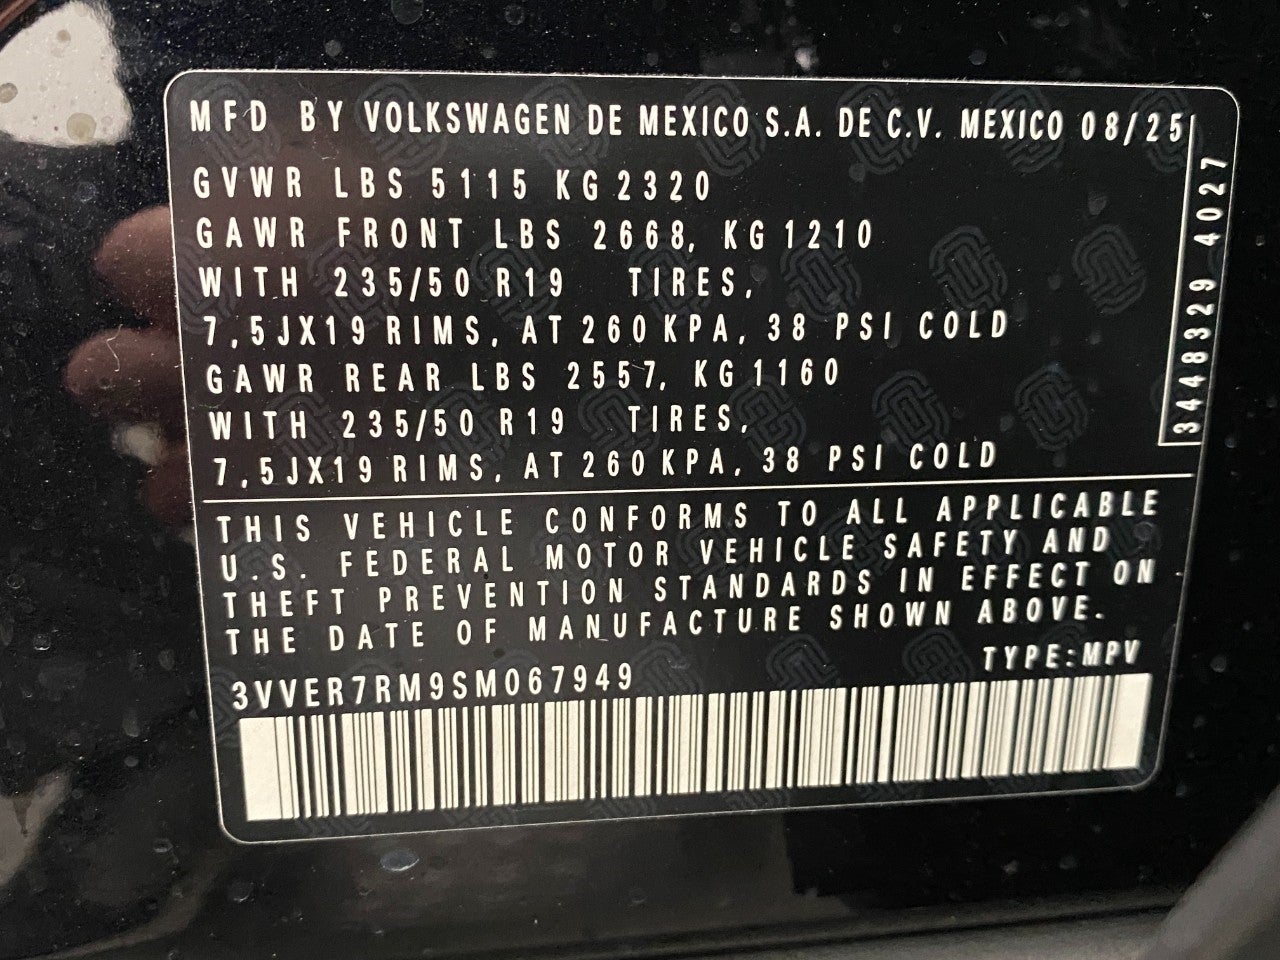 MFD BY VOLKSWAGEN DE MEXICO S.A. DE C.V. MEXICO 08/25
GVWR LBS 5115 KG 2320
GAWR FRONT LBS 2668, KG 1210
WITH 235/50 R19 TIRES,
7,5JX19 RIMS, AT 260 KPA, 38 PSI COLD
GAWR REAR LBS 2557, KG 1160
WITH 235/50 R19 TIRES,
7,5JX19 RIMS, AT 260 KPA, 38 PSI COLD
3448329 4027
THIS VEHICLE CONFORMS TO ALL APPLICABLE
U.S. FEDERAL MOTOR VEHICLE SAFETY AND
THEFT PREVENTION STANDARDS IN EFFECT ON
THE DATE OF MANUFACTURE SHOWN ABOVE.
3VVER7RM9SM067949 TYPE:MPV